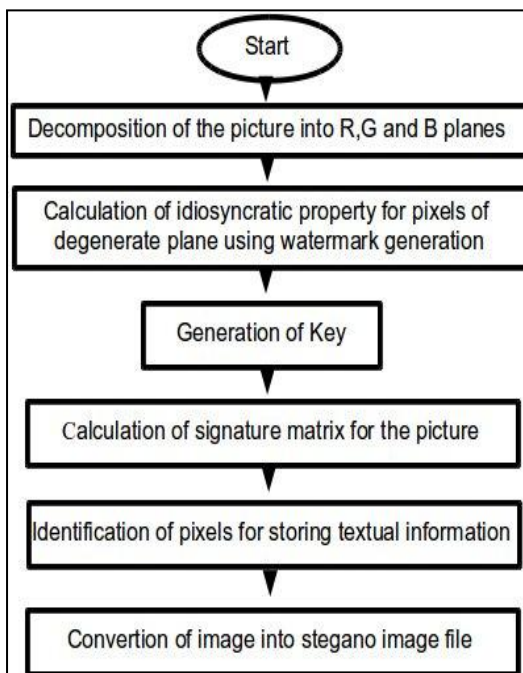 Start
Decomposition of the picture into R,G and B planes
Calculation of idiosyncratic property for pixels of
degenerate plane using watermark generation
Generation of Key
Calculation of signature matrix for the picture
Identification of pixels for storing textual information
Convertion of image into stegano image file